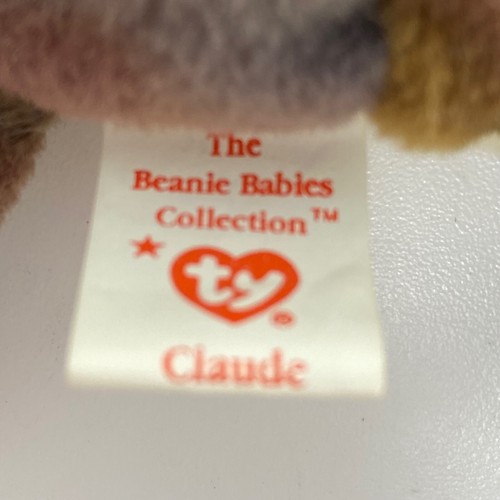 The
Beanie Babies
Collection™
ty
Claude